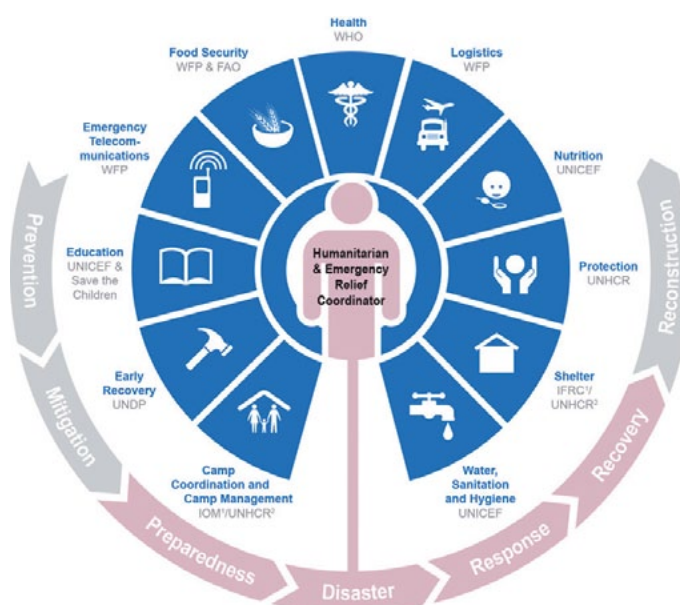 Health
WHO
Food Security
WFP & FAO
Logistics
WFP
Emergency
Telecom-
munications
WFP
Nutrition
UNICEF
Education
UNICEF &
Save the
Children
Humanitarian
& Emergency
Relief
Coordinator
Protection
UNHCR
Early Recovery
UNDP
Shelter
IFRC¹/
UNHCR²
Camp
Coordination and
Camp Management
IOM¹/UNHCR²
Water,
Sanitation
and Hygiene
UNICEF
Prevention
Mitigation
Preparedness
Disaster
Response
Recovery
Reconstruction